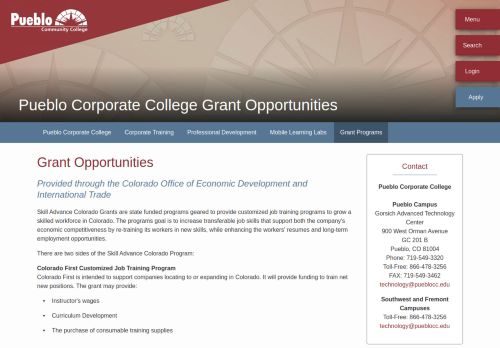 Pueblo
Community College
Menu
Search
Login
Apply
Pueblo Corporate College Grant Opportunities
Pueblo Corporate College
Corporate Training
Professional Development
Mobile Learning Labs
Grant Programs
Grant Opportunities
Provided through the Colorado Office of Economic Development and
International Trade
Skill Advance Colorado Grants are state funded programs geared to provide customized job training programs to grow a
skilled workforce in Colorado. The programs goal is to increase transferable job skills that support both the company's
economic competitiveness by re-training its workers in new skills, while enhancing the workers' resumes and long-term
employment opportunities.
There are two sides of the Skill Advance Colorado Program:
Colorado First Customized Job Training Program
Colorado First is intended to support companies locating to or expanding in Colorado. It will provide funding to train net
new positions. The grant may provide:
Instructor's wages
Curriculum Development
The purchase of consumable training supplies
Contact
Pueblo Corporate College
Pueblo Campus
Gorsich Advanced Technology
Center
900 West Orman Avenue
GC 201 B
Pueblo, CO 81004
Phone: 719-549-3320
Toll-Free: 866-478-3256
FAX: 719-549-3462
technology@pueblocc.edu
Southwest and Fremont
Campuses
Toll-Free: 866-478-3256
technology@pueblocc.edu